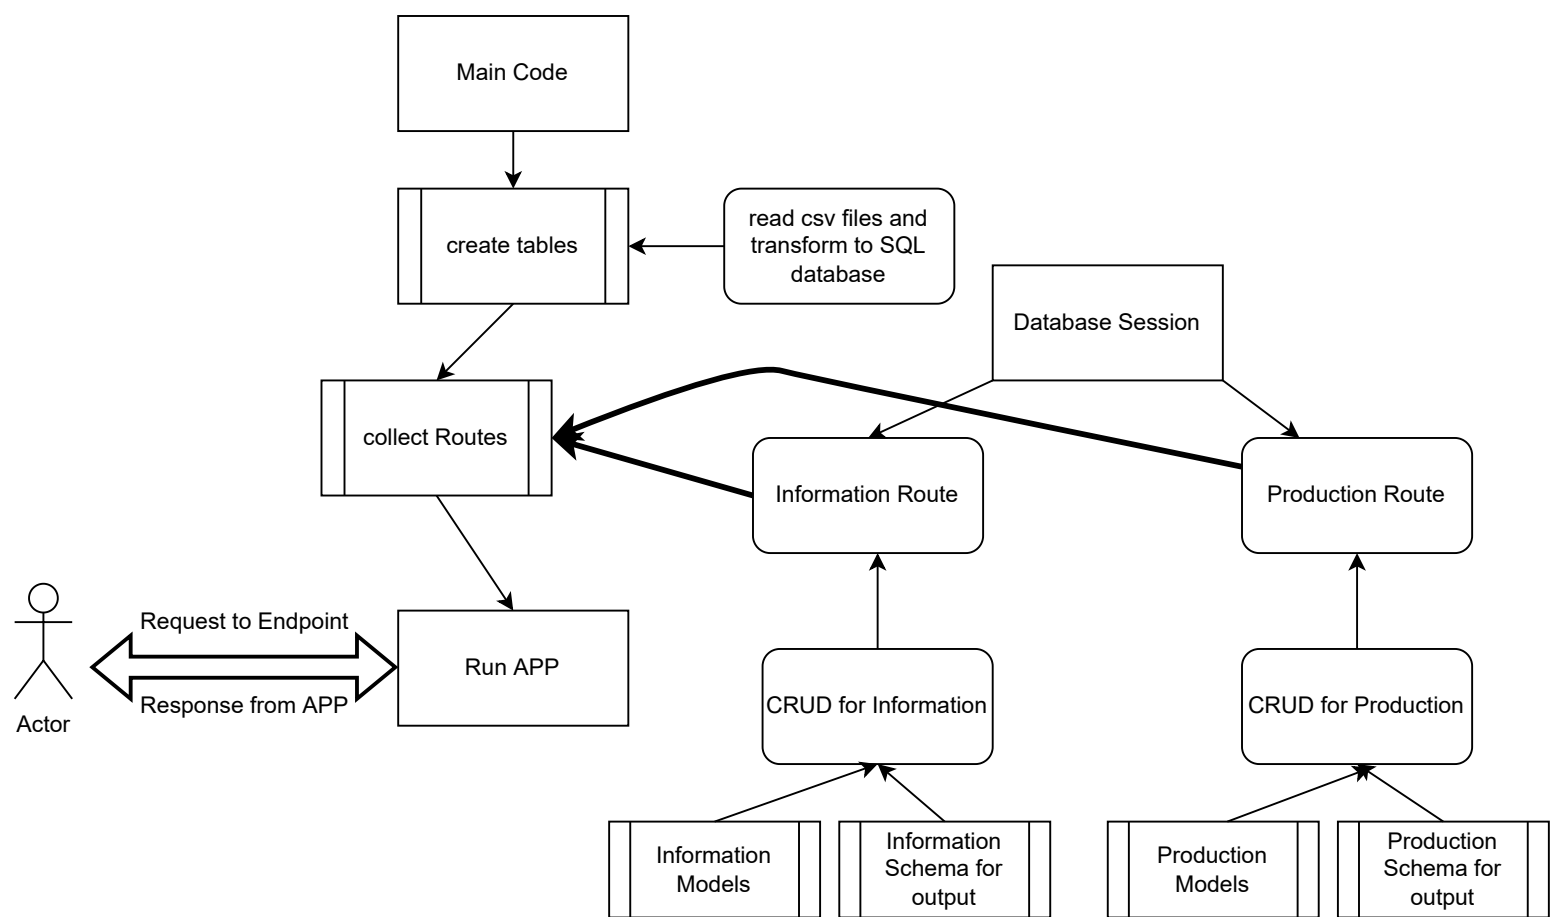 Main Code
create tables
read csv files and
transform to SQL
database
Database Session
collect Routes
Information Route
Production Route
Request to Endpoint
Run APP
Response from APP
Actor
CRUD for Information
CRUD for Production
Information
Models
Information
Schema for
output
Production
Models
Production
Schema for
output